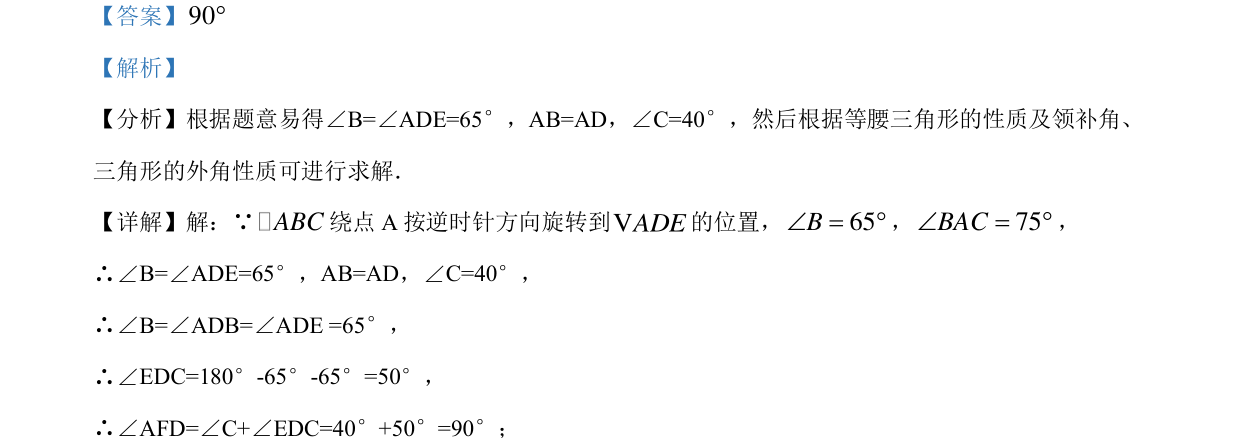 【答案】90°
【解析】
【分析】根据题意易得∠B=∠ADE=65°，AB=AD，∠C=40°，然后根据等腰三角形的性质及领补角、
三角形的外角性质可进行求解．
【详解】解：∵□ABC 绕点 A 按逆时针方向旋转到VADE 的位置，∠B = 65°，∠BAC = 75°，
∴∠B=∠ADE=65°，AB=AD，∠C=40°，
∴∠B=∠ADB=∠ADE =65°，
∴∠EDC=180°-65°-65°=50°，
∴∠AFD=∠C+∠EDC=40°+50°=90°；